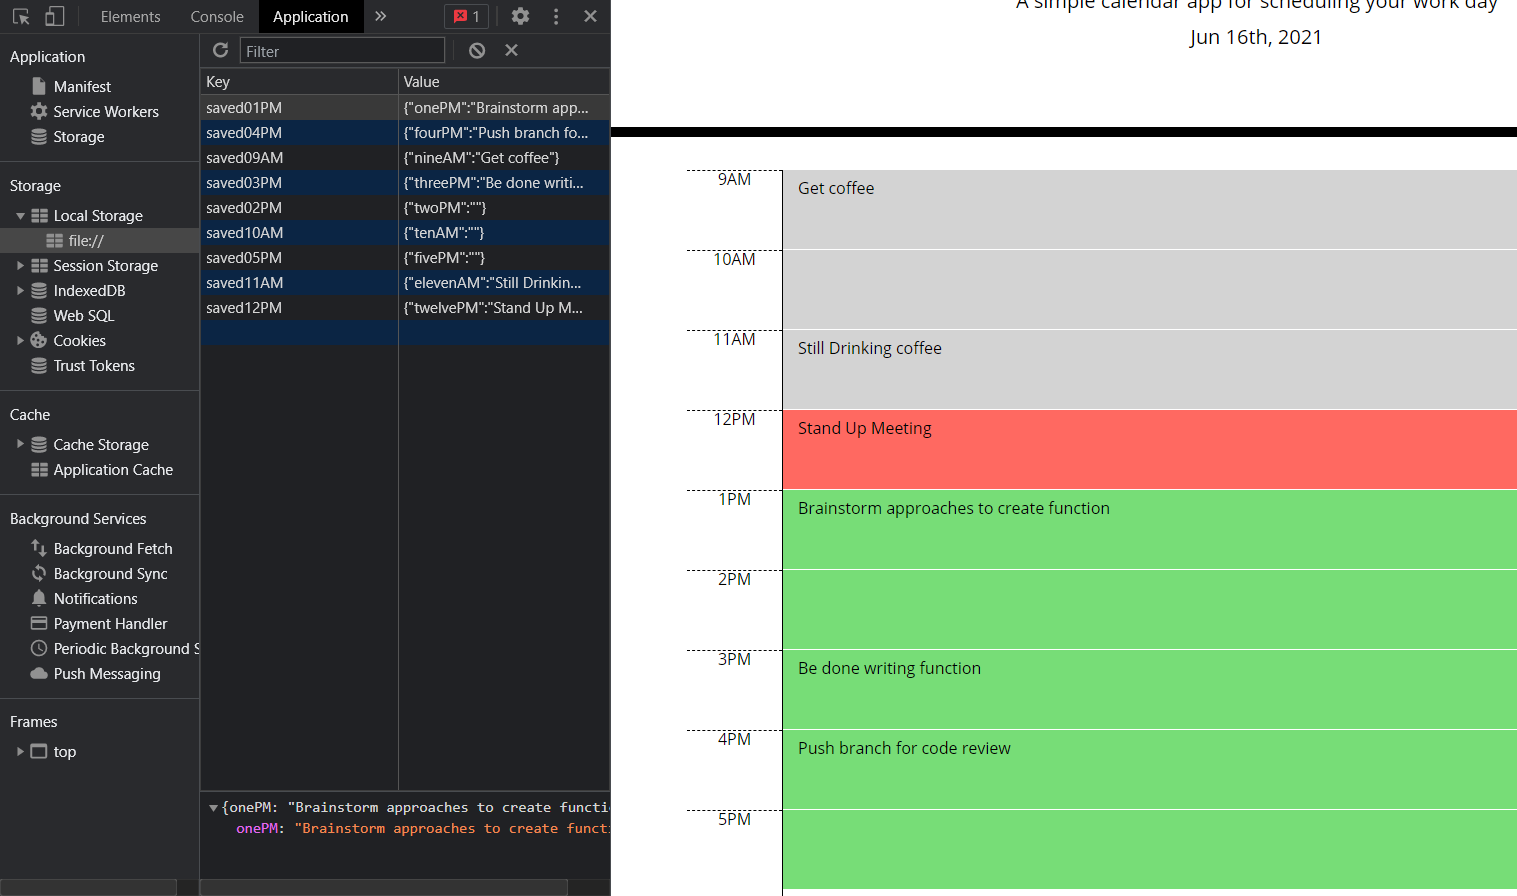 Elements Console Application 1
Application
Manifest
Service Workers
Storage
Storage
Local Storage
file://
Session Storage
IndexedDB
Web SQL
Cookies
Trust Tokens
Cache
Cache Storage
Application Cache
Background Services
Background Fetch
Background Sync
Notifications
Payment Handler
Periodic Background S
Push Messaging
Frames
top
Filter
Key Value
saved01PM {"onePM":"Brainstorm app...
saved04PM {"fourPM":"Push branch fo...
saved09AM {"nineAM":"Get coffee"}
saved03PM {"threePM":"Be done writi...
saved02PM {"twoPM":""}
saved10AM {"tenAM":""}
saved05PM {"fivePM":""}
saved11AM {"elevenAM":"Still Drinkin...
saved12PM {"twelvePM":"Stand Up M...
{onePM: "Brainstorm approaches to create functi
onePM: "Brainstorm approaches to create funct
A simple calendar app for scheduling your work day
Jun 16th, 2021
9AM Get coffee
10AM
11AM Still Drinking coffee
12PM Stand Up Meeting
1PM Brainstorm approaches to create function
2PM
3PM Be done writing function
4PM Push branch for code review
5PM